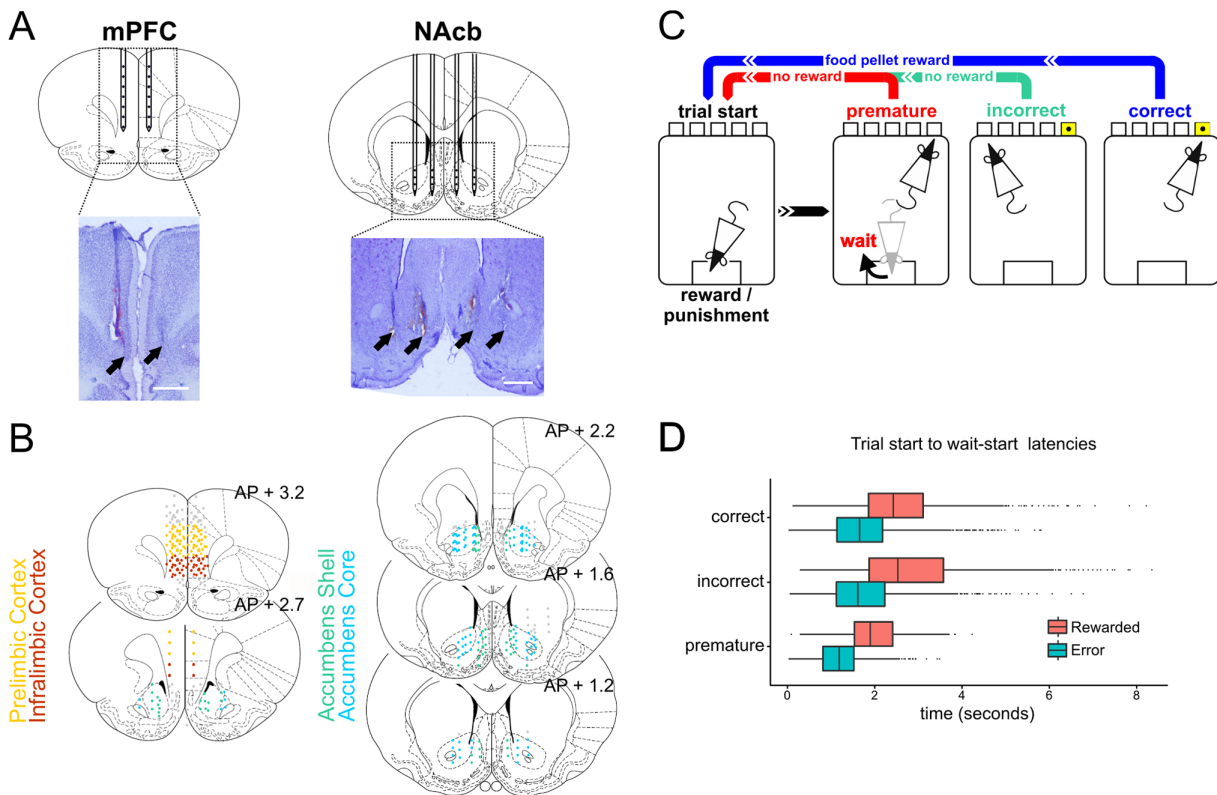 A
mPFC
NAcb
B
Prelimbic Cortex
Infralimbic Cortex
AP + 3.2
AP + 2.7
Accumbens Shell
Accumbens Core
AP + 2.2
AP + 1.6
AP + 1.2
C
food pellet reward
no reward
no reward
trial start
premature
incorrect
correct
wait
reward /
punishment
D
Trial start to wait-start latencies
correct
incorrect
premature
Rewarded
Error
0
2
4
6
8
time (seconds)